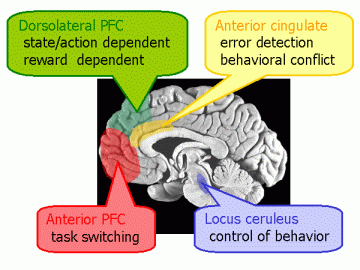 Dorsolateral PFC
state/action dependent
reward dependent
Anterior cingulate
error detection
behavioral conflict
Anterior PFC
task switching
Locus ceruleus
control of behavior